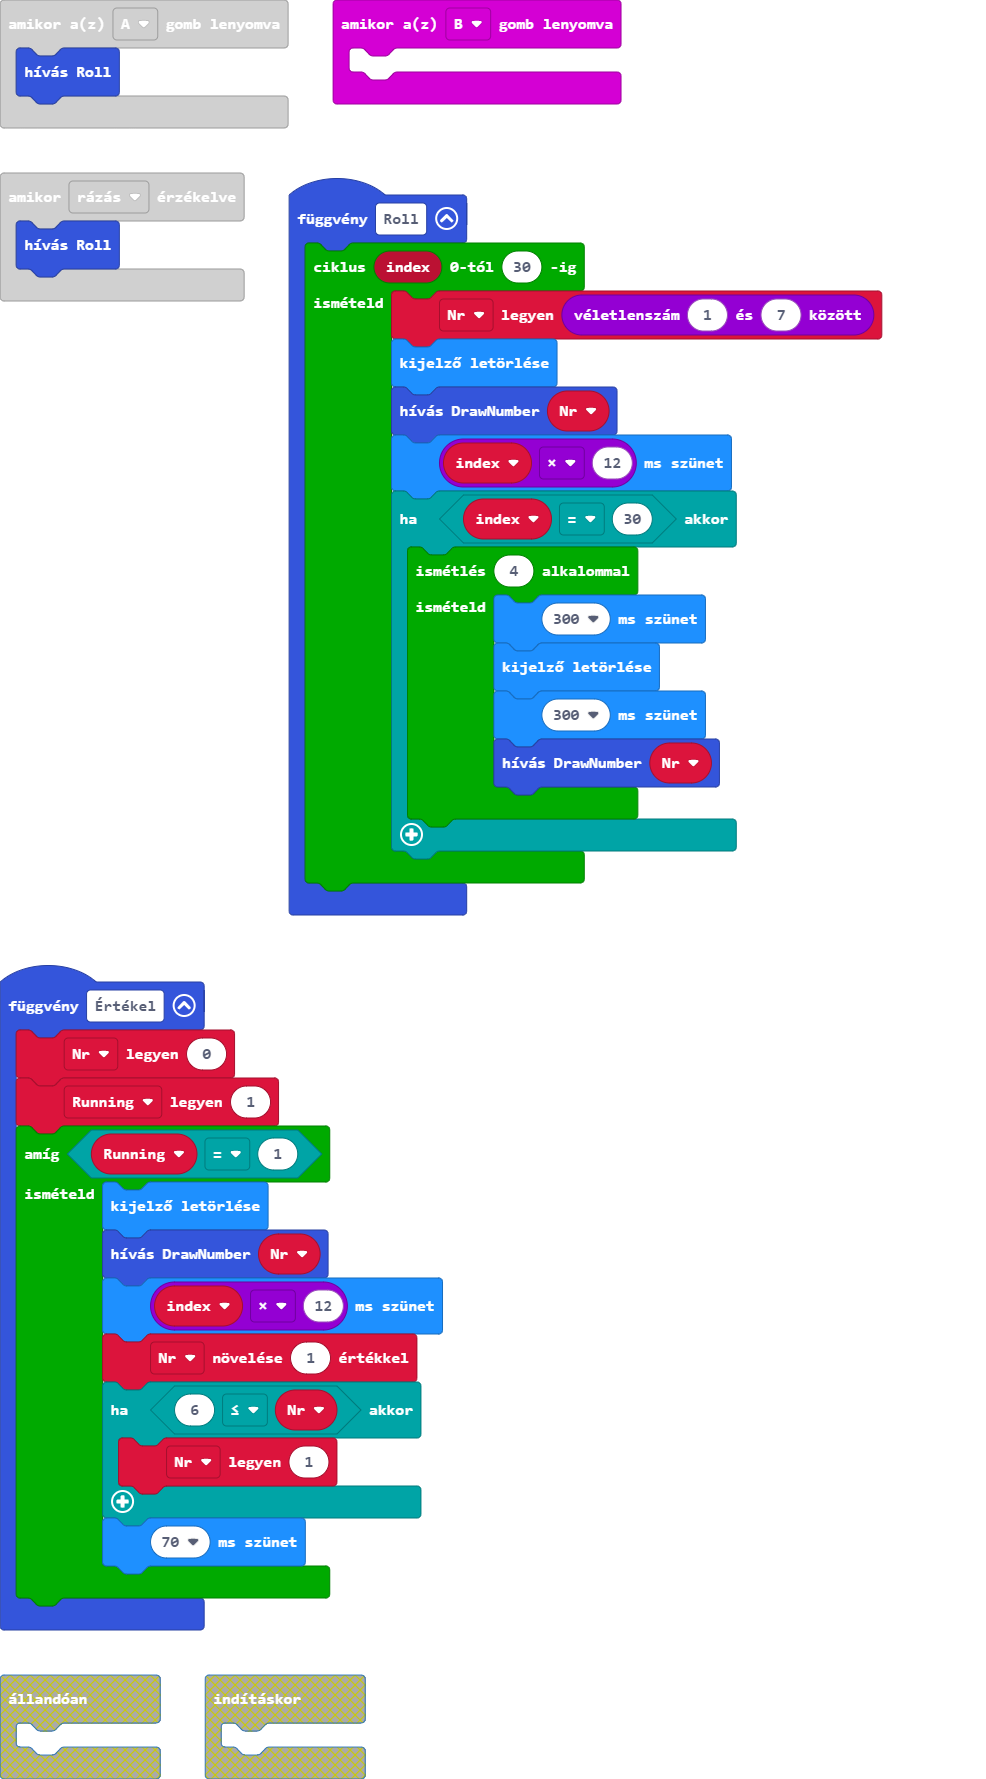 amikor a(z) A gomb lenyomva
hívás Roll
amikor a(z) B gomb lenyomva
amikor rázás érzékelve
hívás Roll
függvény Roll
ciklus index 0-tól 30 -ig
ismételd
Nr legyen véletlenszám 1 és 7 között
kijelző letörlése
hívás DrawNumber Nr
index × 12 ms szünet
ha index = 30 akkor
ismétlés 4 alkalommal
ismételd
300 ms szünet
kijelző letörlése
300 ms szünet
hívás DrawNumber Nr
függvény Értékel
Nr legyen 0
Running legyen 1
amíg Running = 1
ismételd
kijelző letörlése
hívás DrawNumber Nr
index × 12 ms szünet
Nr növelése 1 értékkel
ha 6 ≤ Nr akkor
Nr legyen 1
70 ms szünet
állandóan
indításkor